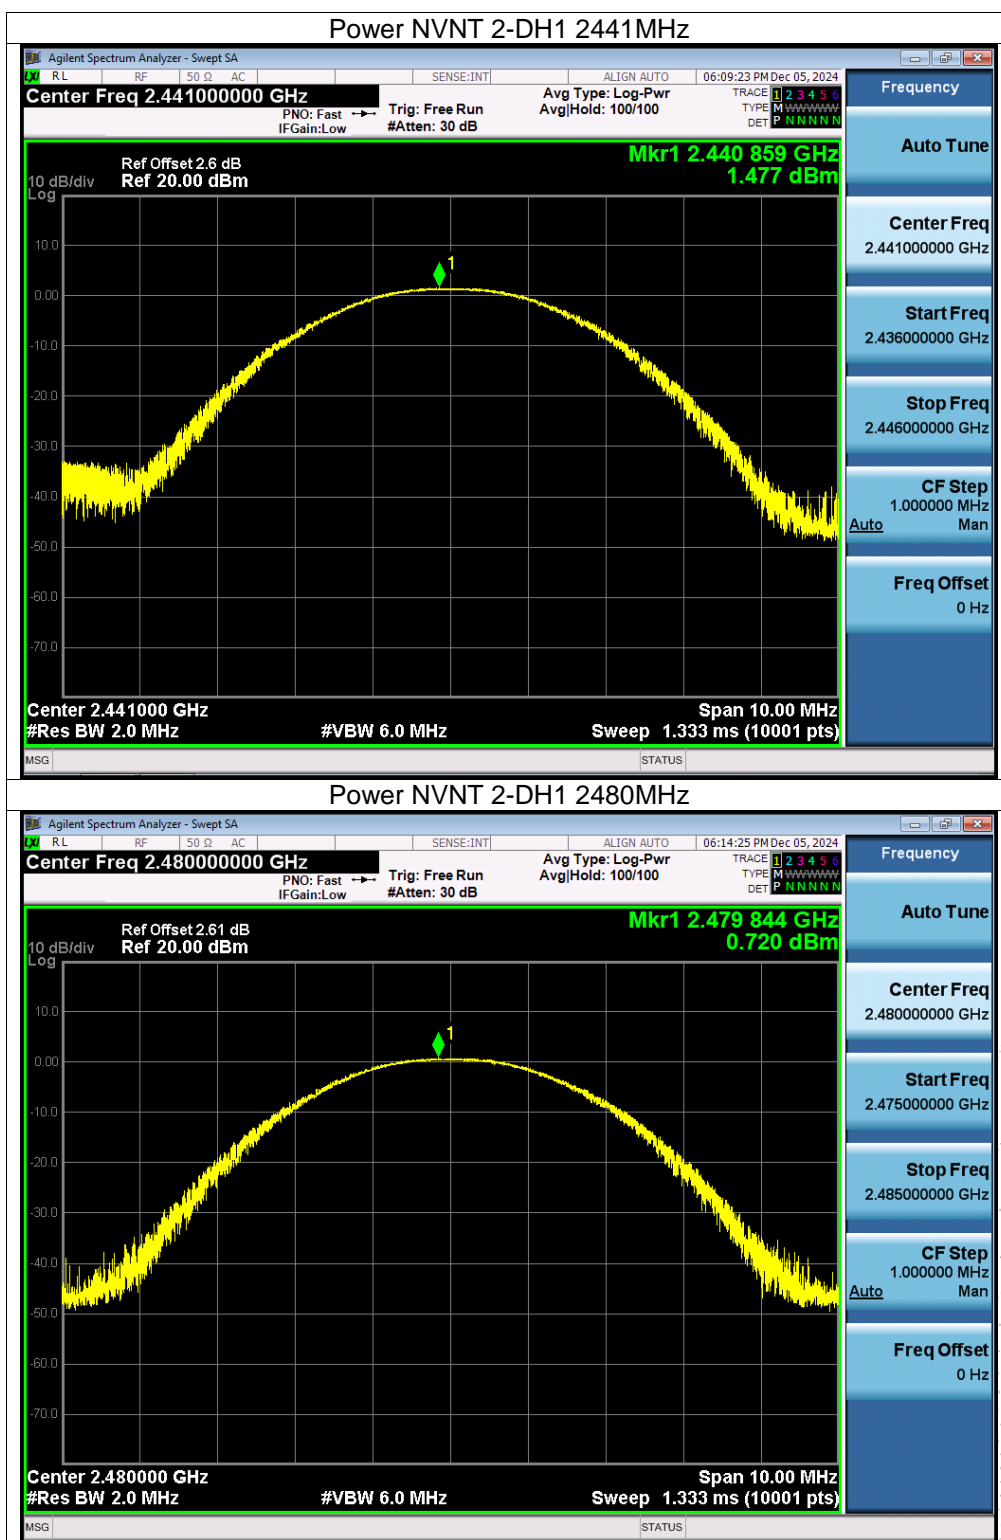 Power NVNT 2-DH1 2441MHz
Agilent Spectrum Analyzer - Swept SA
LXI RL RF 50 Ω AC SENSE:INT ALIGN AUTO 06:09:23 PM Dec 05, 2024
Center Freq 2.441000000 GHz
PNO: Fast
IFGain:Low
Trig: Free Run
#Atten: 30 dB
Avg Type: Log-Pwr
Avg|Hold: 100/100
TRACE 1 2 3 4 5 6
TYPE M WWWWW
DET P N N N N N
Ref Offset 2.6 dB
10 dB/div Ref 20.00 dBm
Log
Mkr1 2.440 859 GHz
1.477 dBm
1
10.0
0.00
-10.0
-20.0
-30.0
-40.0
-50.0
-60.0
-70.0
Center 2.441000 GHz Span 10.00 MHz
#Res BW 2.0 MHz #VBW 6.0 MHz Sweep 1.333 ms (10001 pts)
MSG STATUS
Frequency
Auto Tune
Center Freq
2.441000000 GHz
Start Freq
2.436000000 GHz
Stop Freq
2.446000000 GHz
CF Step
1.000000 MHz
Auto Man
Freq Offset
0 Hz
Power NVNT 2-DH1 2480MHz
Agilent Spectrum Analyzer - Swept SA
LXI RL RF 50 Ω AC SENSE:INT ALIGN AUTO 06:14:25 PM Dec 05, 2024
Center Freq 2.480000000 GHz
PNO: Fast
IFGain:Low
Trig: Free Run
#Atten: 30 dB
Avg Type: Log-Pwr
Avg|Hold: 100/100
TRACE 1 2 3 4 5 6
TYPE M WWWWW
DET P N N N N N
Ref Offset 2.61 dB
10 dB/div Ref 20.00 dBm
Log
Mkr1 2.479 844 GHz
0.720 dBm
1
10.0
0.00
-10.0
-20.0
-30.0
-40.0
-50.0
-60.0
-70.0
Center 2.480000 GHz Span 10.00 MHz
#Res BW 2.0 MHz #VBW 6.0 MHz Sweep 1.333 ms (10001 pts)
MSG STATUS
Frequency
Auto Tune
Center Freq
2.480000000 GHz
Start Freq
2.475000000 GHz
Stop Freq
2.485000000 GHz
CF Step
1.000000 MHz
Auto Man
Freq Offset
0 Hz